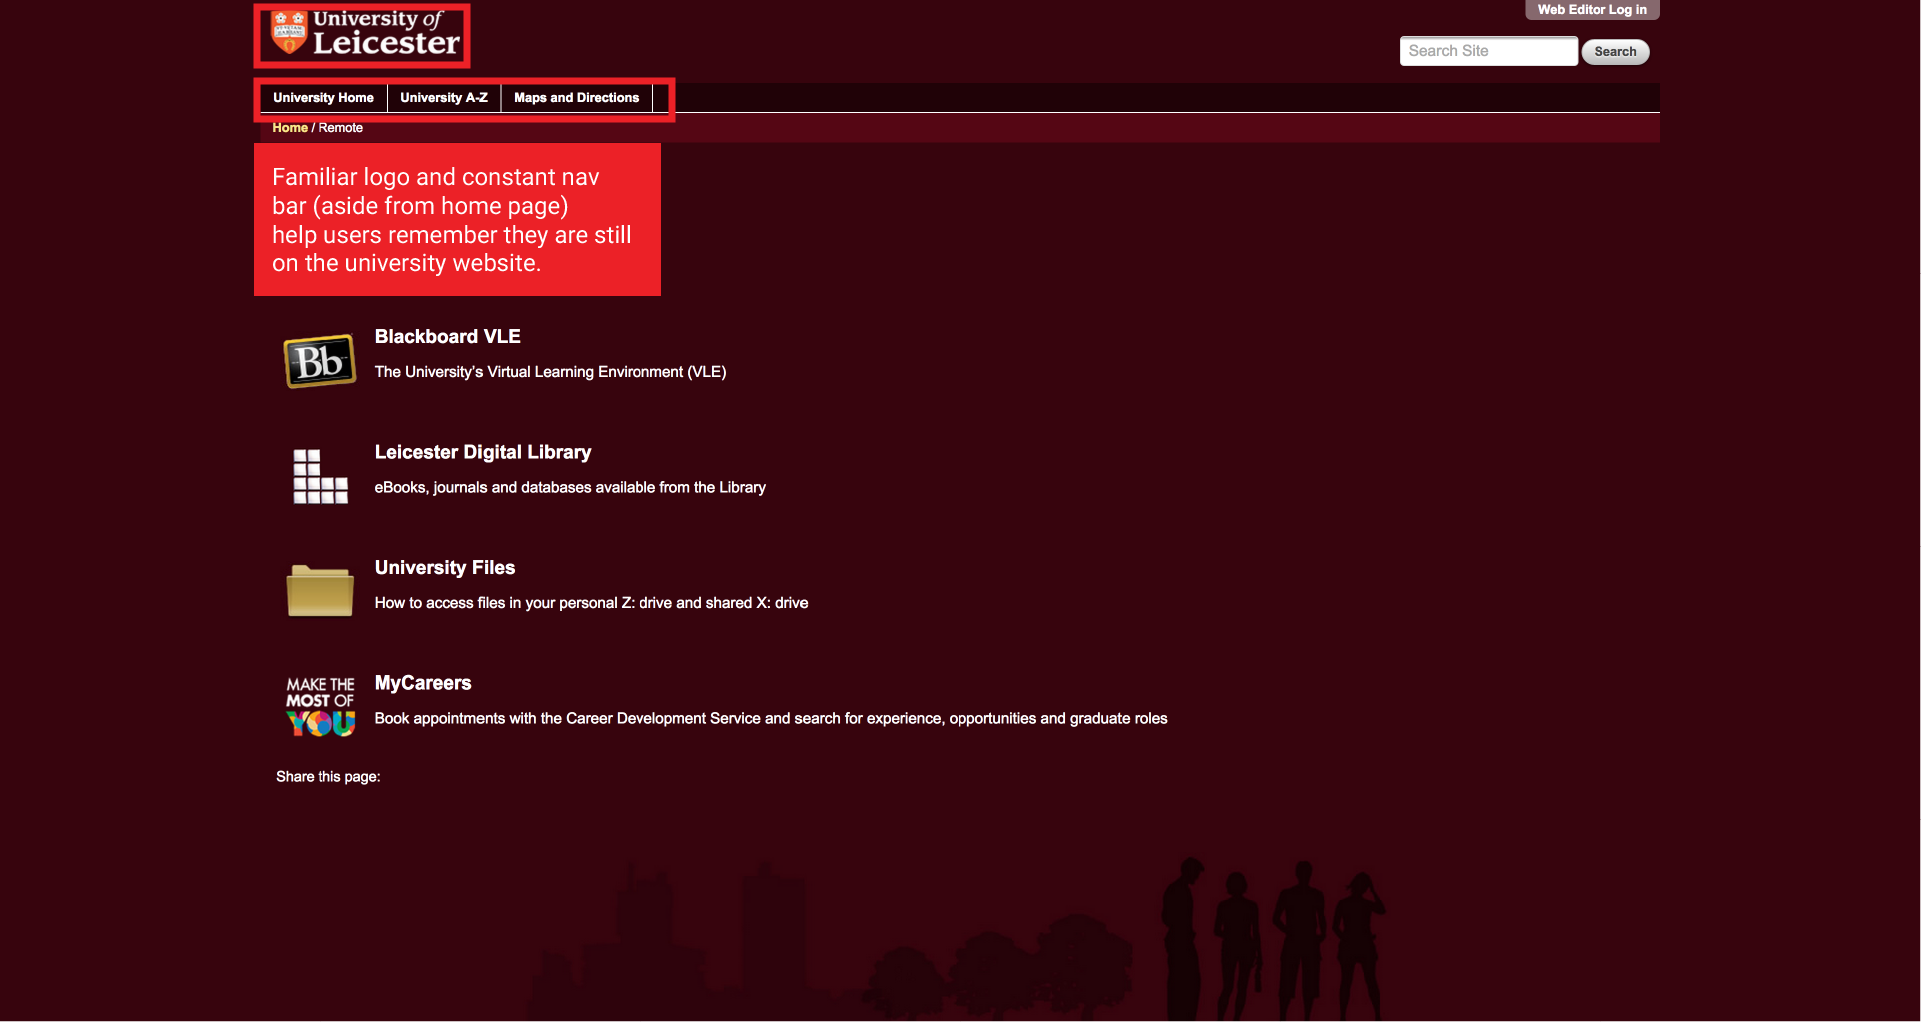 University of
Leicester
Web Editor Log in
Search Site
Search
University Home
University A-Z
Maps and Directions
Home / Remote
Familiar logo and constant nav
bar (aside from home page)
help users remember they are still
on the university website.
Bb
Blackboard VLE
The University's Virtual Learning Environment (VLE)
Leicester Digital Library
eBooks, journals and databases available from the Library
University Files
How to access files in your personal Z: drive and shared X: drive
MAKE THE
MOST OF
YOU
MyCareers
Book appointments with the Career Development Service and search for experience, opportunities and graduate roles
Share this page: